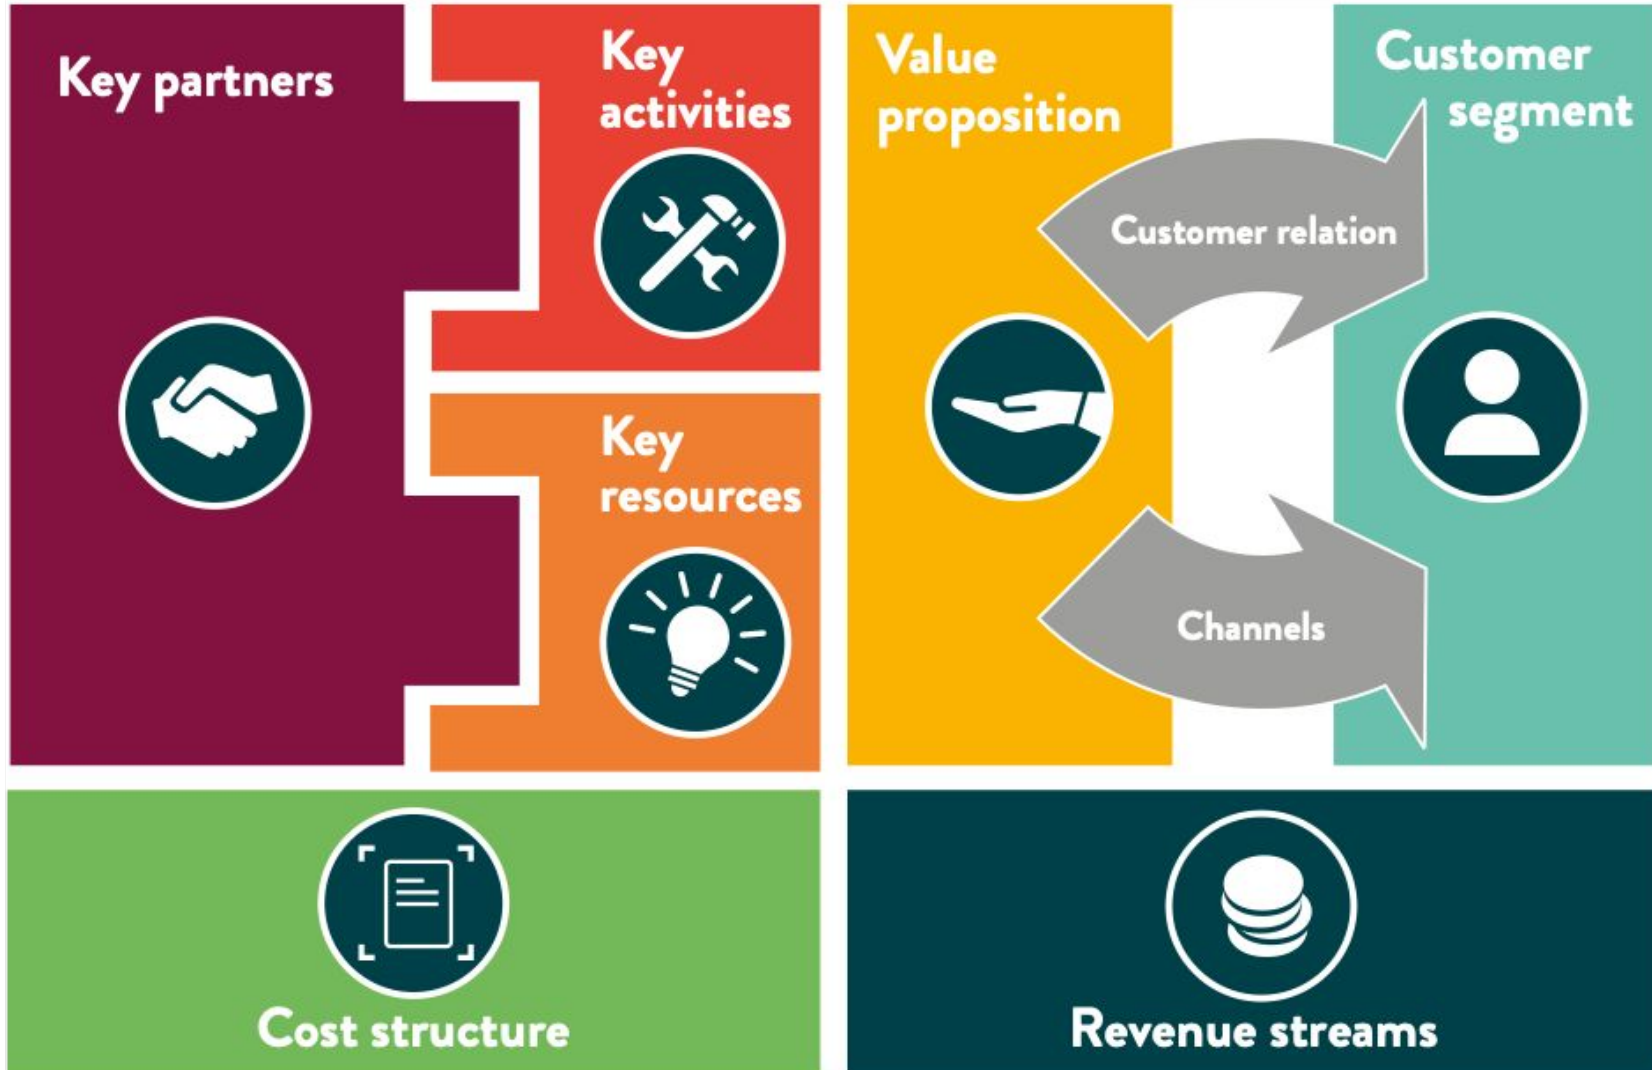 Key partners
Key
activities
Key
resources
Value
proposition
Customer
segment
Customer relation
Channels
Cost structure
Revenue streams